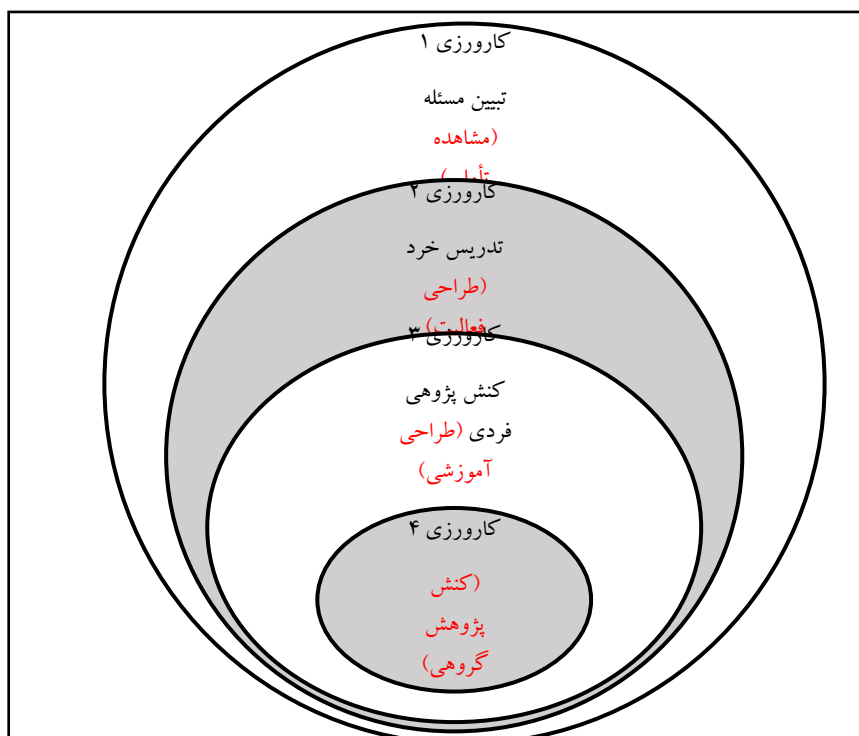 کارورزی ۱
تبیین مسئله
(مشاهده
کارورزی ۲
تدریس خرد
(طراحی
فعالیت)
کارورزی ۳
کنش پژوهی
فردی (طراحی
آموزشی)
کارورزی ۴
(کنش
پژوهش
گروهی)